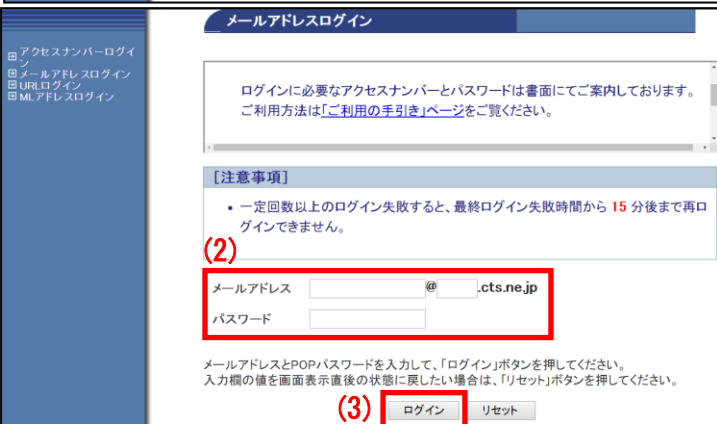 メールアドレスログイン
アクセスナンバーログイ
ン
メールアドレスログイン
URLログイン
MLアドレスログイン
ログインに必要なアクセスナンバーとパスワードは書面にてご案内しております。
ご利用方法は「ご利用の手引き」ページをご覧ください。
[注意事項]
• 一定回数以上のログイン失敗すると、最終ログイン失敗時間から 15 分後まで再ロ
グインできません。
(2)
メールアドレス @ .cts.ne.jp
パスワード
メールアドレスとPOPパスワードを入力して、「ログイン」ボタンを押してください。
入力欄の値を画面表示直後の状態に戻したい場合は、「リセット」ボタンを押してください。
(3) ログイン リセット